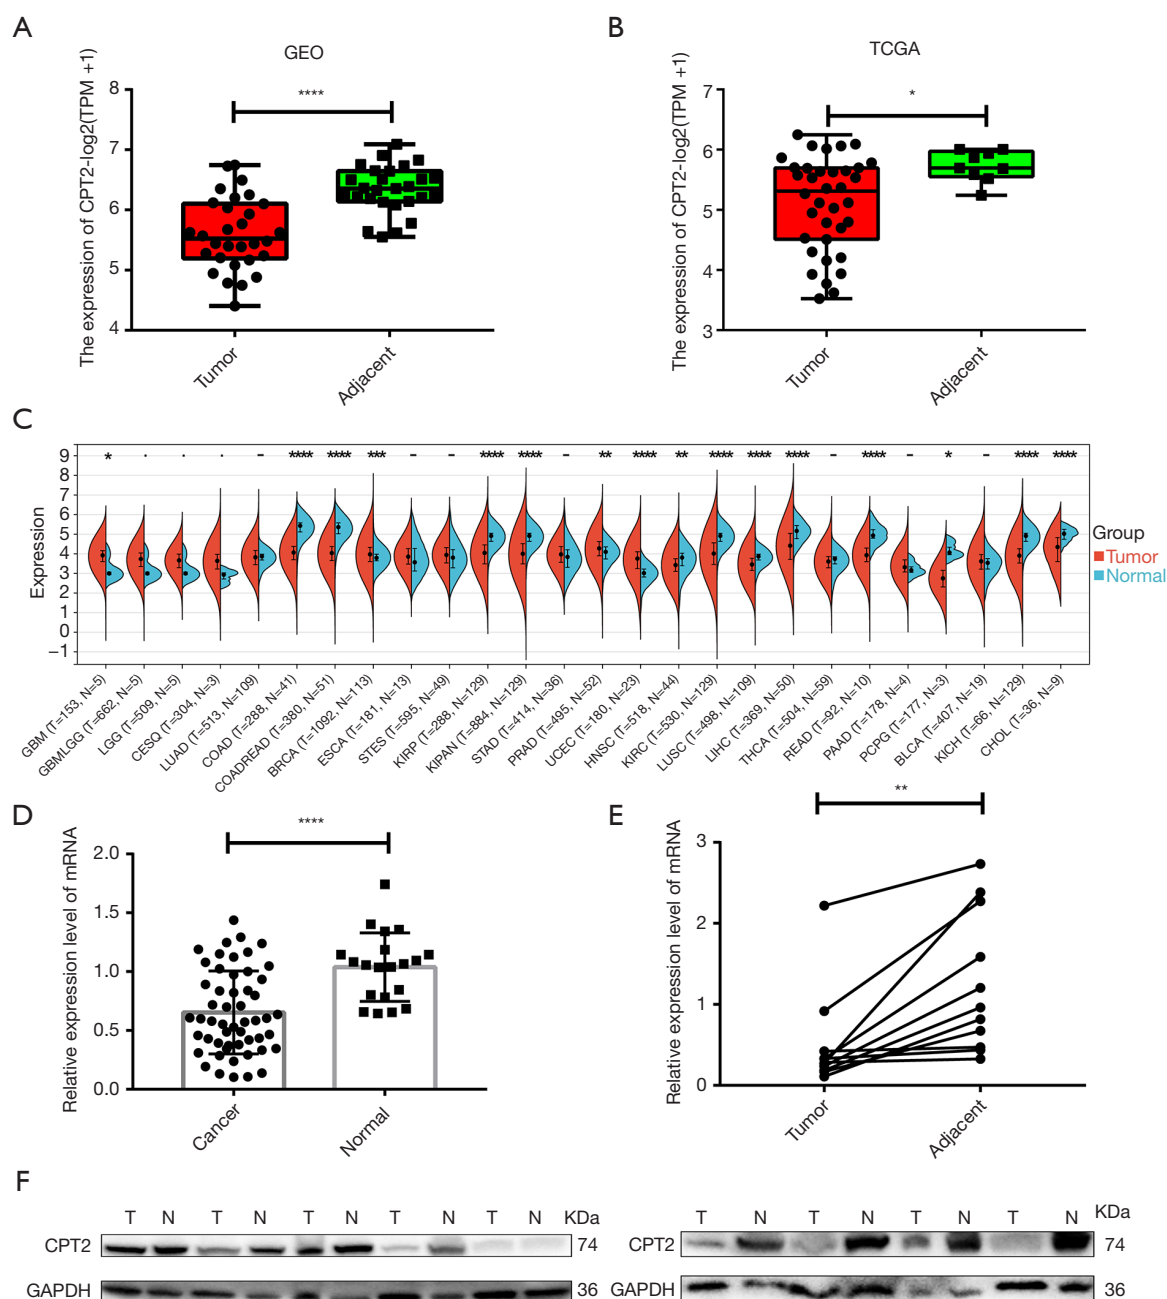 A
GEO
The expression of CPT2-log2(TPM +1)
8
7
6
5
4
****
Tumor
Adjacent
B
TCGA
The expression of CPT2-log2(TPM +1)
7
6
5
4
3
*
Tumor
Adjacent
C
Expression
9
8
7
6
5
4
3
2
1
0
−1
* . . . – **** **** *** – – **** **** – ** **** ** **** **** **** – **** – * – **** ****
GBM (T=153, N=5)
GBMLGG (T=662, N=5)
LGG (T=509, N=5)
CESQ (T=304, N=3)
LUAD (T=513, N=109)
COAD (T=288, N=41)
COADREAD (T=380, N=51)
BRCA (T=1092, N=113)
ESCA (T=181, N=13)
STES (T=595, N=49)
KIRP (T=288, N=129)
KIPAN (T=884, N=129)
STAD (T=414, N=36)
PRAD (T=495, N=52)
UCEC (T=180, N=23)
HNSC (T=518, N=44)
KIRC (T=530, N=129)
LUSC (T=498, N=109)
LIHC (T=369, N=50)
THCA (T=504, N=59)
READ (T=92, N=10)
PAAD (T=178, N=4)
PCPG (T=177, N=3)
BLCA (T=407, N=19)
KICH (T=66, N=129)
CHOL (T=36, N=9)
Group
Tumor
Normal
D
Relative expression level of mRNA
2.0
1.5
1.0
0.5
0.0
****
Cancer
Normal
E
Relative expression level of mRNA
3
2
1
0
**
Tumor
Adjacent
F
T N T N T N T N T N KDa
CPT2 74
GAPDH 36
T N T N T N T N KDa
CPT2 74
GAPDH 36